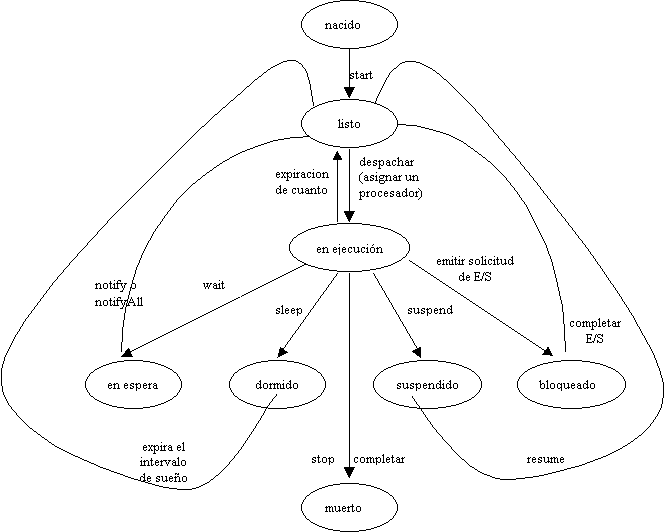 nacido
start
listo
expiracion
de cuanto
despachar
(asignar un
procesador)
en ejecución
emitir solicitud
de E/S
notify o
notifyAll
wait
sleep
suspend
completar
E/S
en espera
dormido
suspendido
bloqueado
expira el
intervalo
de sueño
stop
completar
resume
muerto